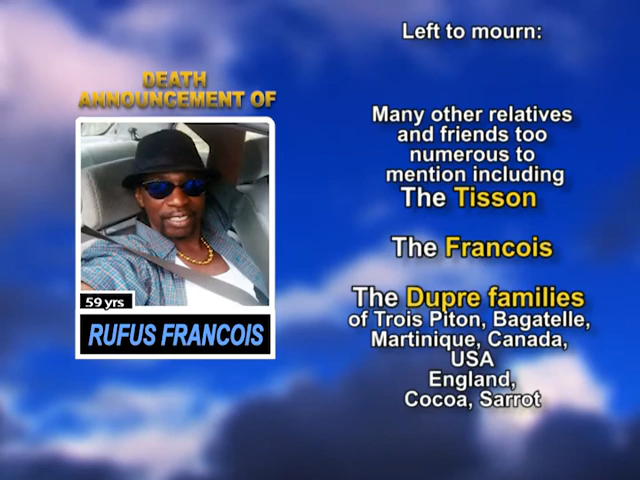 DEATH
ANNOUNCEMENT OF
59 yrs
RUFUS FRANCOIS
Left to mourn:
Many other relatives
and friends too
numerous to
mention including
The Tisson
The Francois
The Dupre families
of Trois Piton, Bagatelle,
Martinique, Canada,
USA
England,
Cocoa, Sarrot